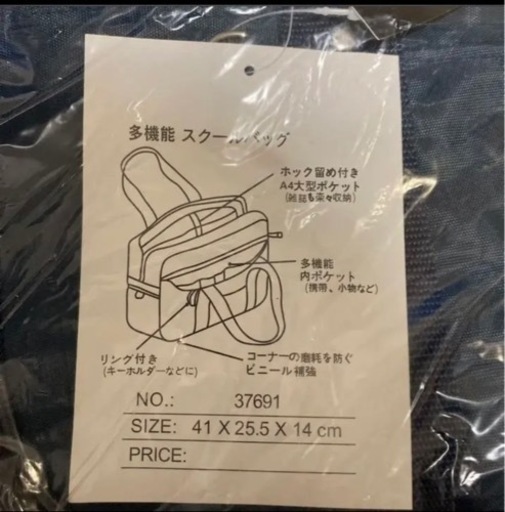 多機能 スクールバッグ
ホック留め付き
A4大型ポケット
(雑誌も楽々収納)
多機能
内ポケット
(携帯、小物など)
リング付き
(キーホルダーなどに)
コーナーの磨耗を防ぐ
ビニール補強
NO.: 37691
SIZE: 41 X 25.5 X 14 cm
PRICE: